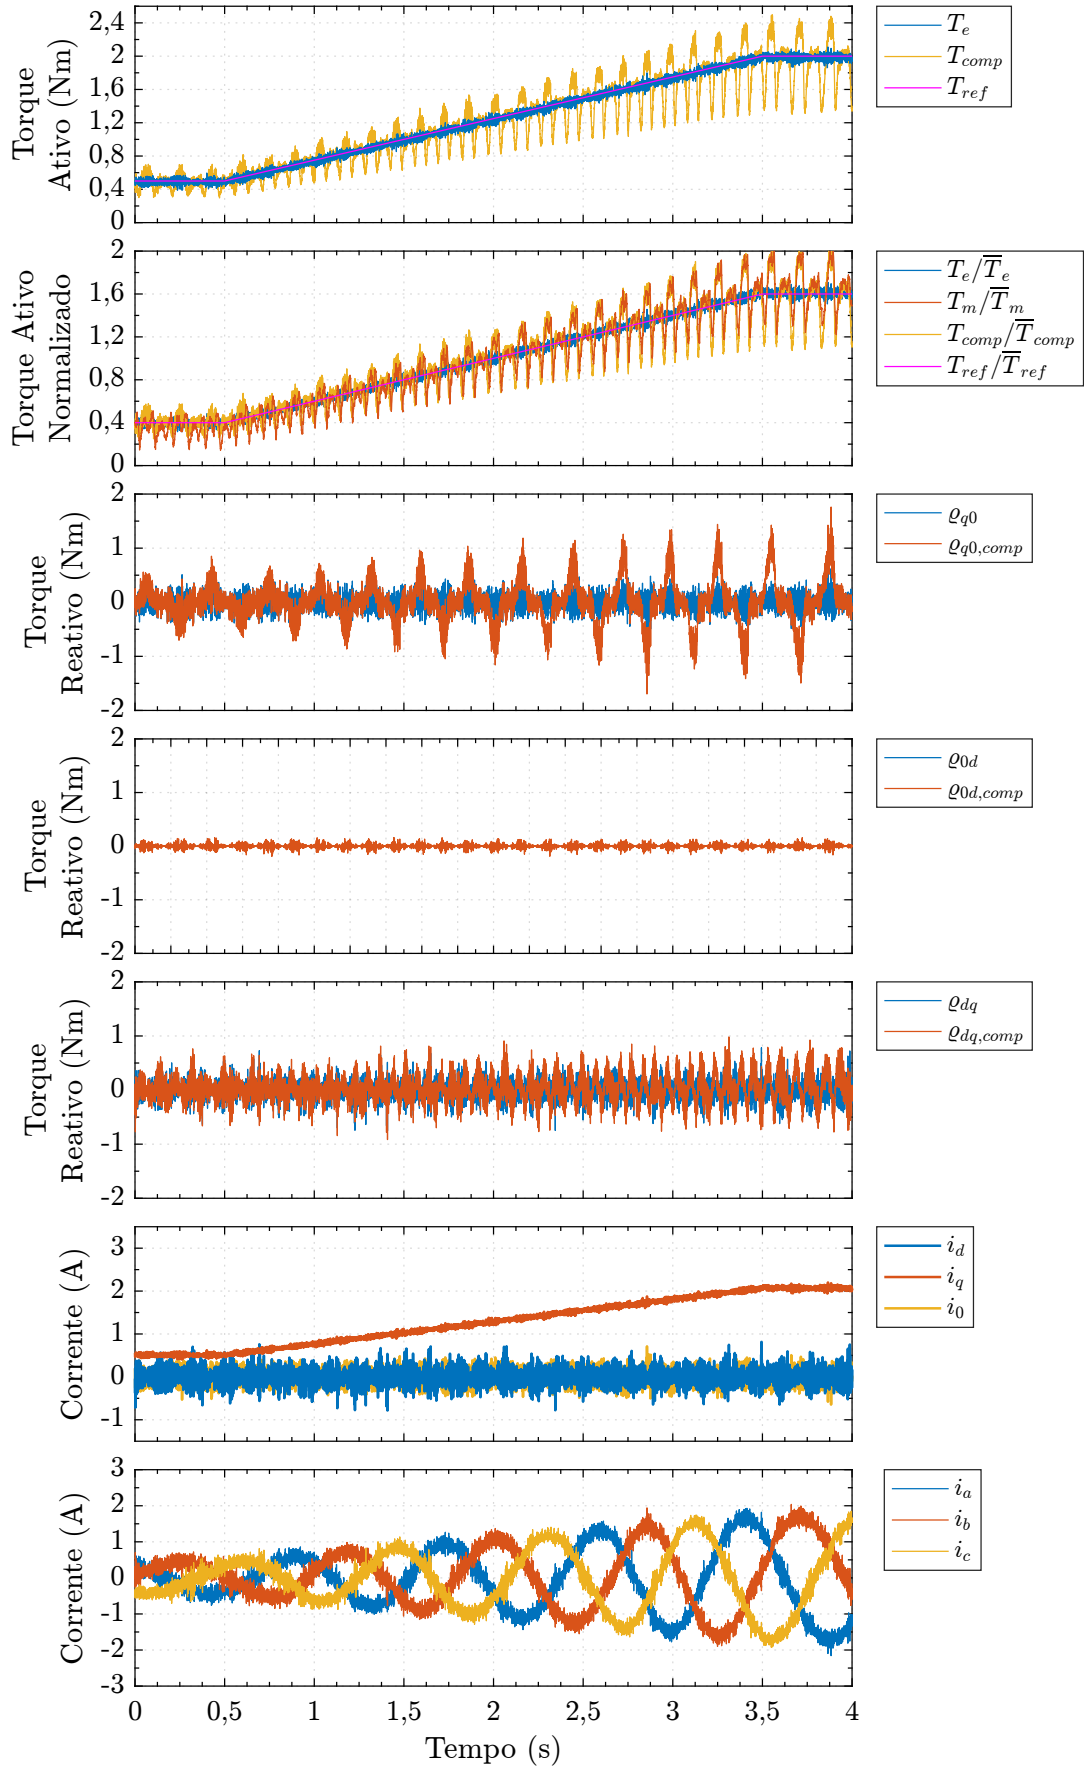 Torque
Ativo (Nm)
2,4
2
1,6
1,2
0,8
0,4
0
T_e
T_comp
T_ref
Torque Ativo
Normalizado
2
1,6
1,2
0,8
0,4
0
T_e/T̅_e
T_m/T̅_m
T_comp/T̅_comp
T_ref/T̅_ref
Torque
Reativo (Nm)
2
1
0
-1
-2
ϱ_q0
ϱ_q0,comp
Torque
Reativo (Nm)
2
1
0
-1
-2
ϱ_0d
ϱ_0d,comp
Torque
Reativo (Nm)
2
1
0
-1
-2
ϱ_dq
ϱ_dq,comp
Corrente (A)
3
2
1
0
-1
i_d
i_q
i_0
Corrente (A)
3
2
1
0
-1
-2
-3
i_a
i_b
i_c
0 0,5 1 1,5 2 2,5 3 3,5 4
Tempo (s)